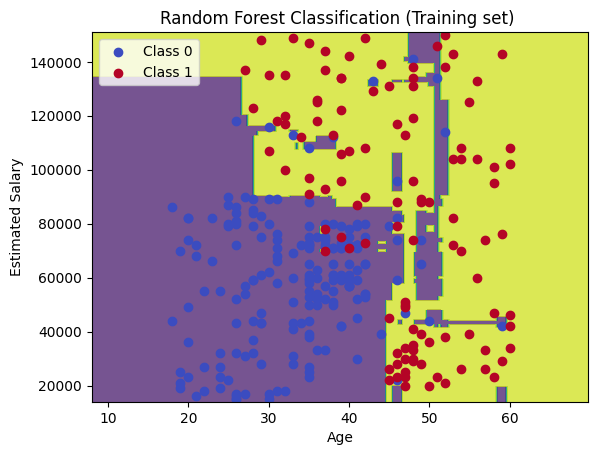 Random Forest Classification (Training set)
Class 0
Class 1
Estimated Salary
140000
120000
100000
80000
60000
40000
20000
10
20
30
40
50
60
Age